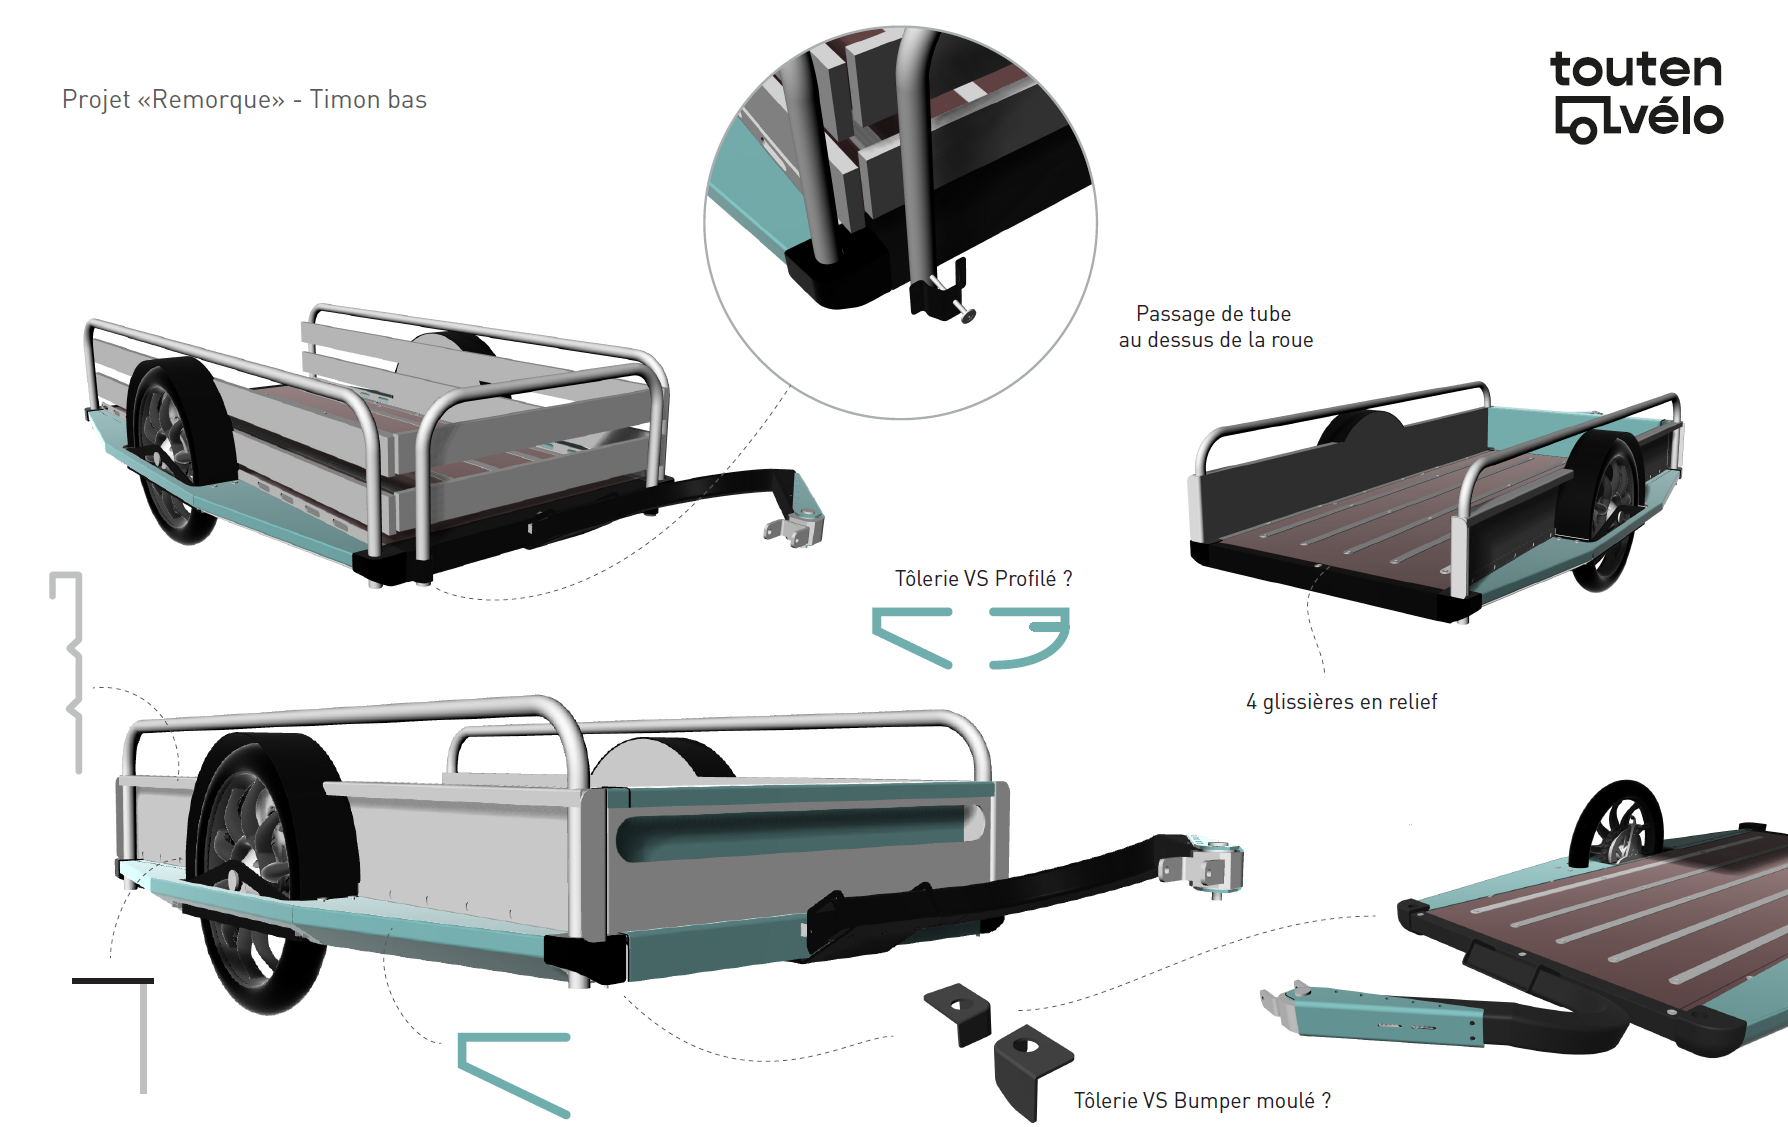 Projet «Remorque» - Timon bas
touten
vélo
Passage de tube
au dessus de la roue
Tôlerie VS Profilé ?
4 glissières en relief
Tôlerie VS Bumper moulé ?